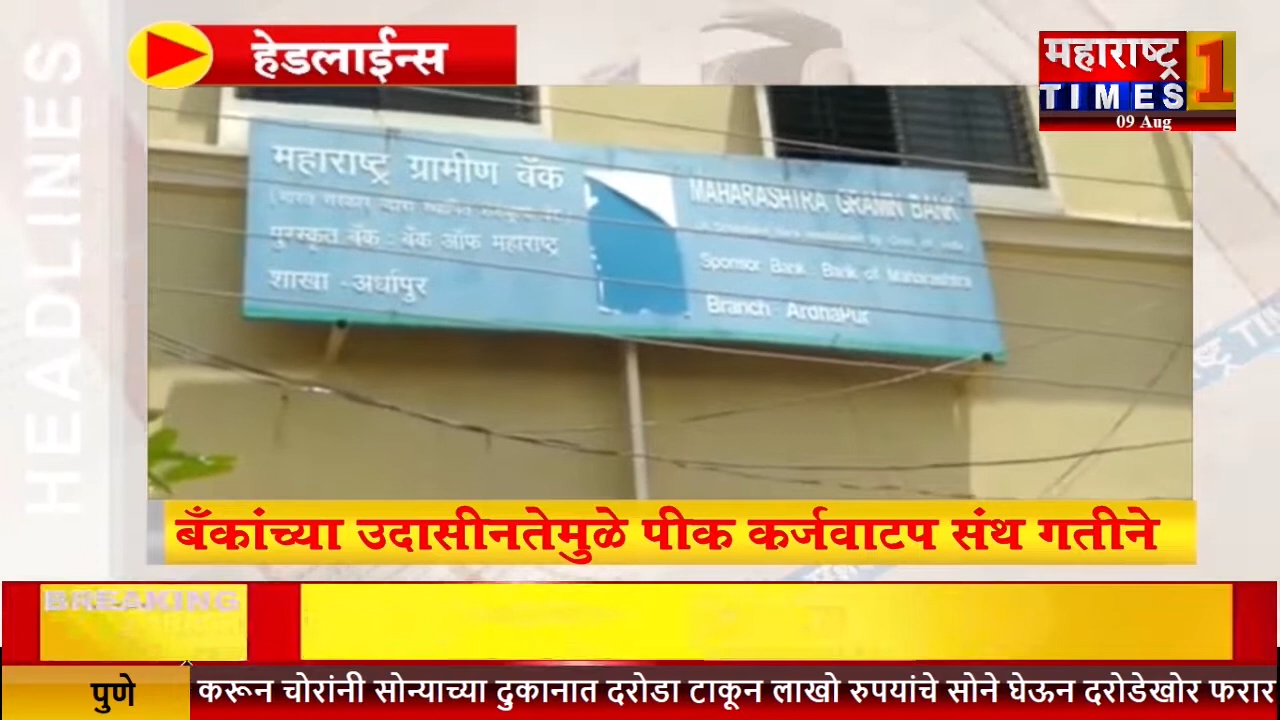 HEADLINES
हेडलाईन्स
महाराष्ट्र
TIMES 1
09 Aug
महाराष्ट्र ग्रामीण बॅंक
पुरस्कृत बॅंक : बॅंक ऑफ महाराष्ट्र
शाखा - अर्धापुर
MAHARASHTRA GRAMIN BANK
Sponsor Bank : Bank of Maharashtra
Branch Ardhapur
बँकांच्या उदासीनतेमुळे पीक कर्जवाटप संथ गतीने
BREAKING
पुणे
करून चोरांनी सोन्याच्या दुकानात दरोडा टाकून लाखो रुपयांचे सोने घेऊन दरोडेखोर फरार